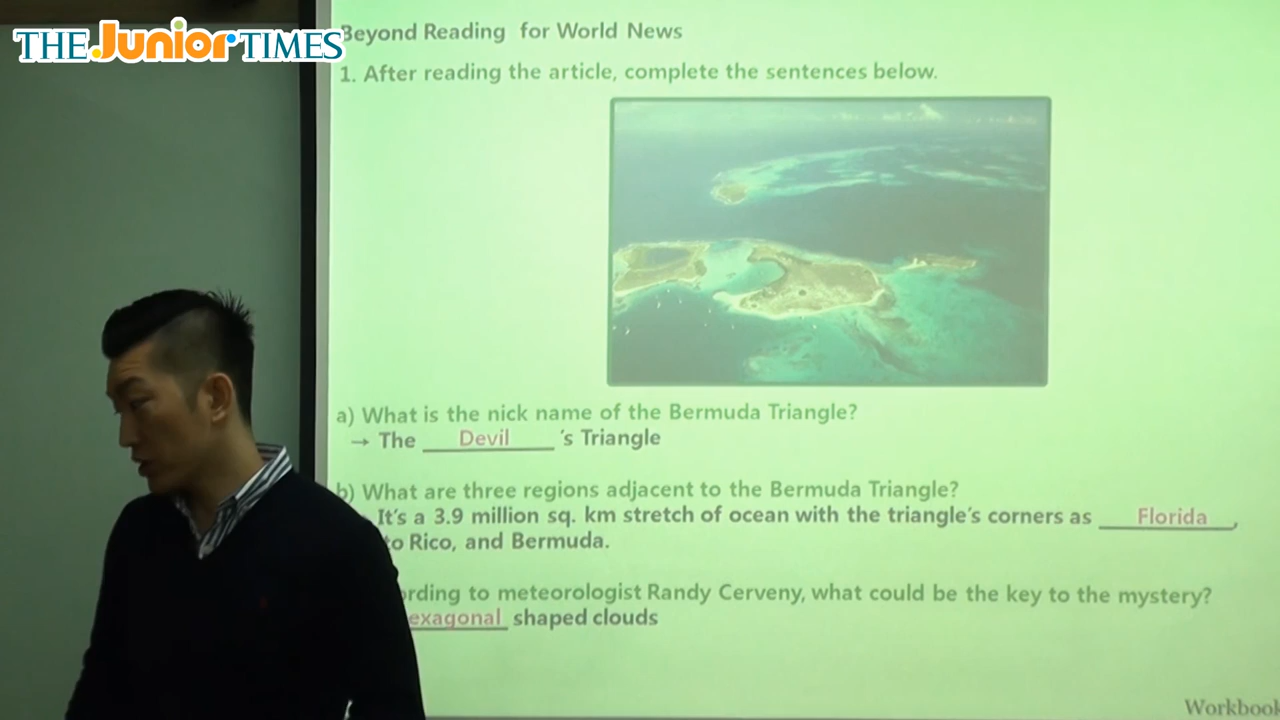 THE Junior TIMES
Beyond Reading for World News
1. After reading the article, complete the sentences below.
a) What is the nick name of the Bermuda Triangle?
→ The Devil 's Triangle
b) What are three regions adjacent to the Bermuda Triangle?
It's a 3.9 million sq. km stretch of ocean with the triangle's corners as Florida,
to Rico, and Bermuda.
rding to meteorologist Randy Cerveny, what could be the key to the mystery?
exagonal shaped clouds
Workbook